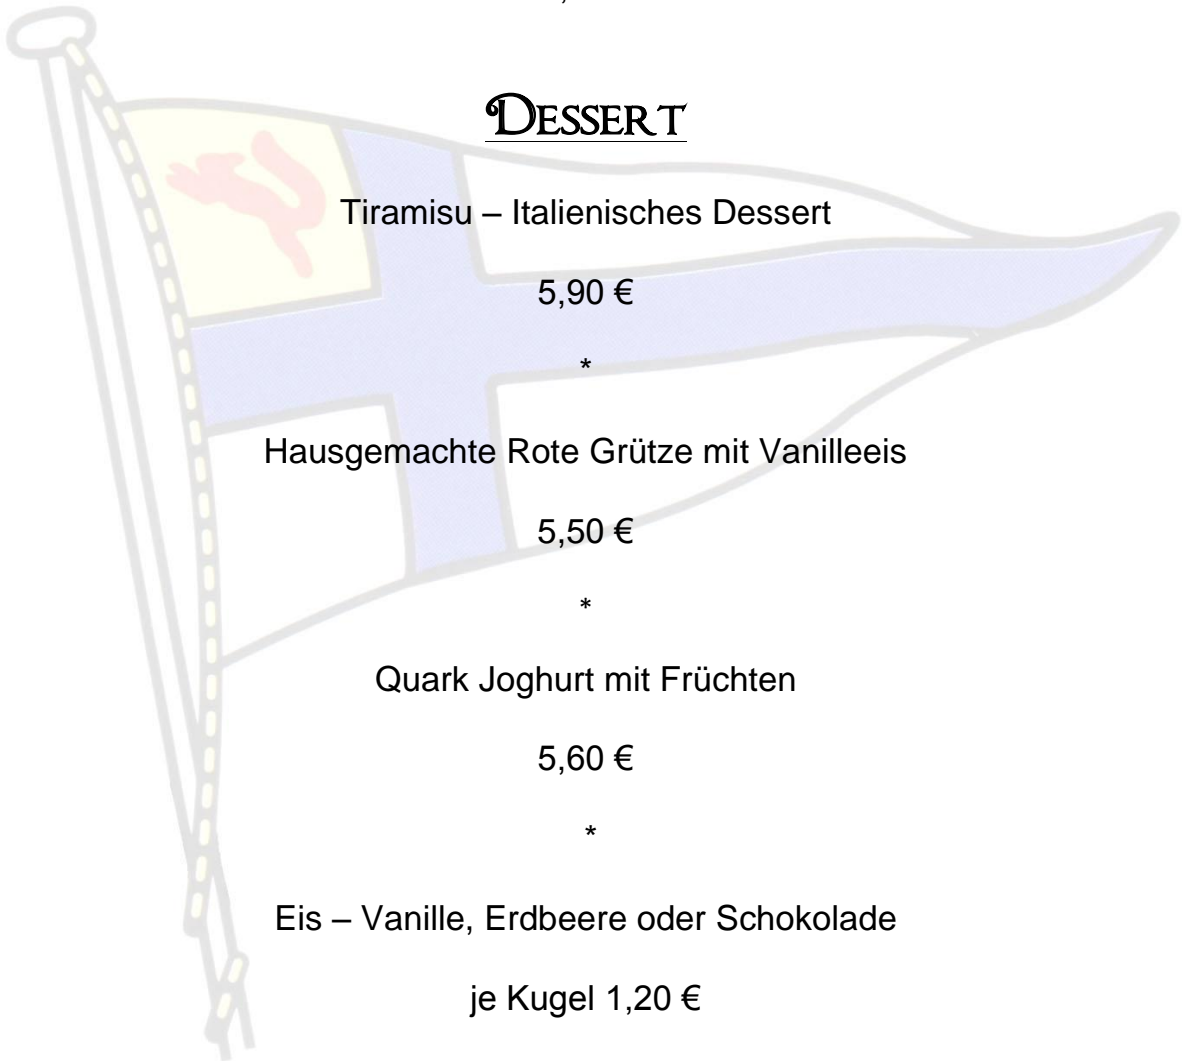 DESSERT
Tiramisu – Italienisches Dessert
5,90 €
*
Hausgemachte Rote Grütze mit Vanilleeis
5,50 €
*
Quark Joghurt mit Früchten
5,60 €
*
Eis – Vanille, Erdbeere oder Schokolade
je Kugel 1,20 €